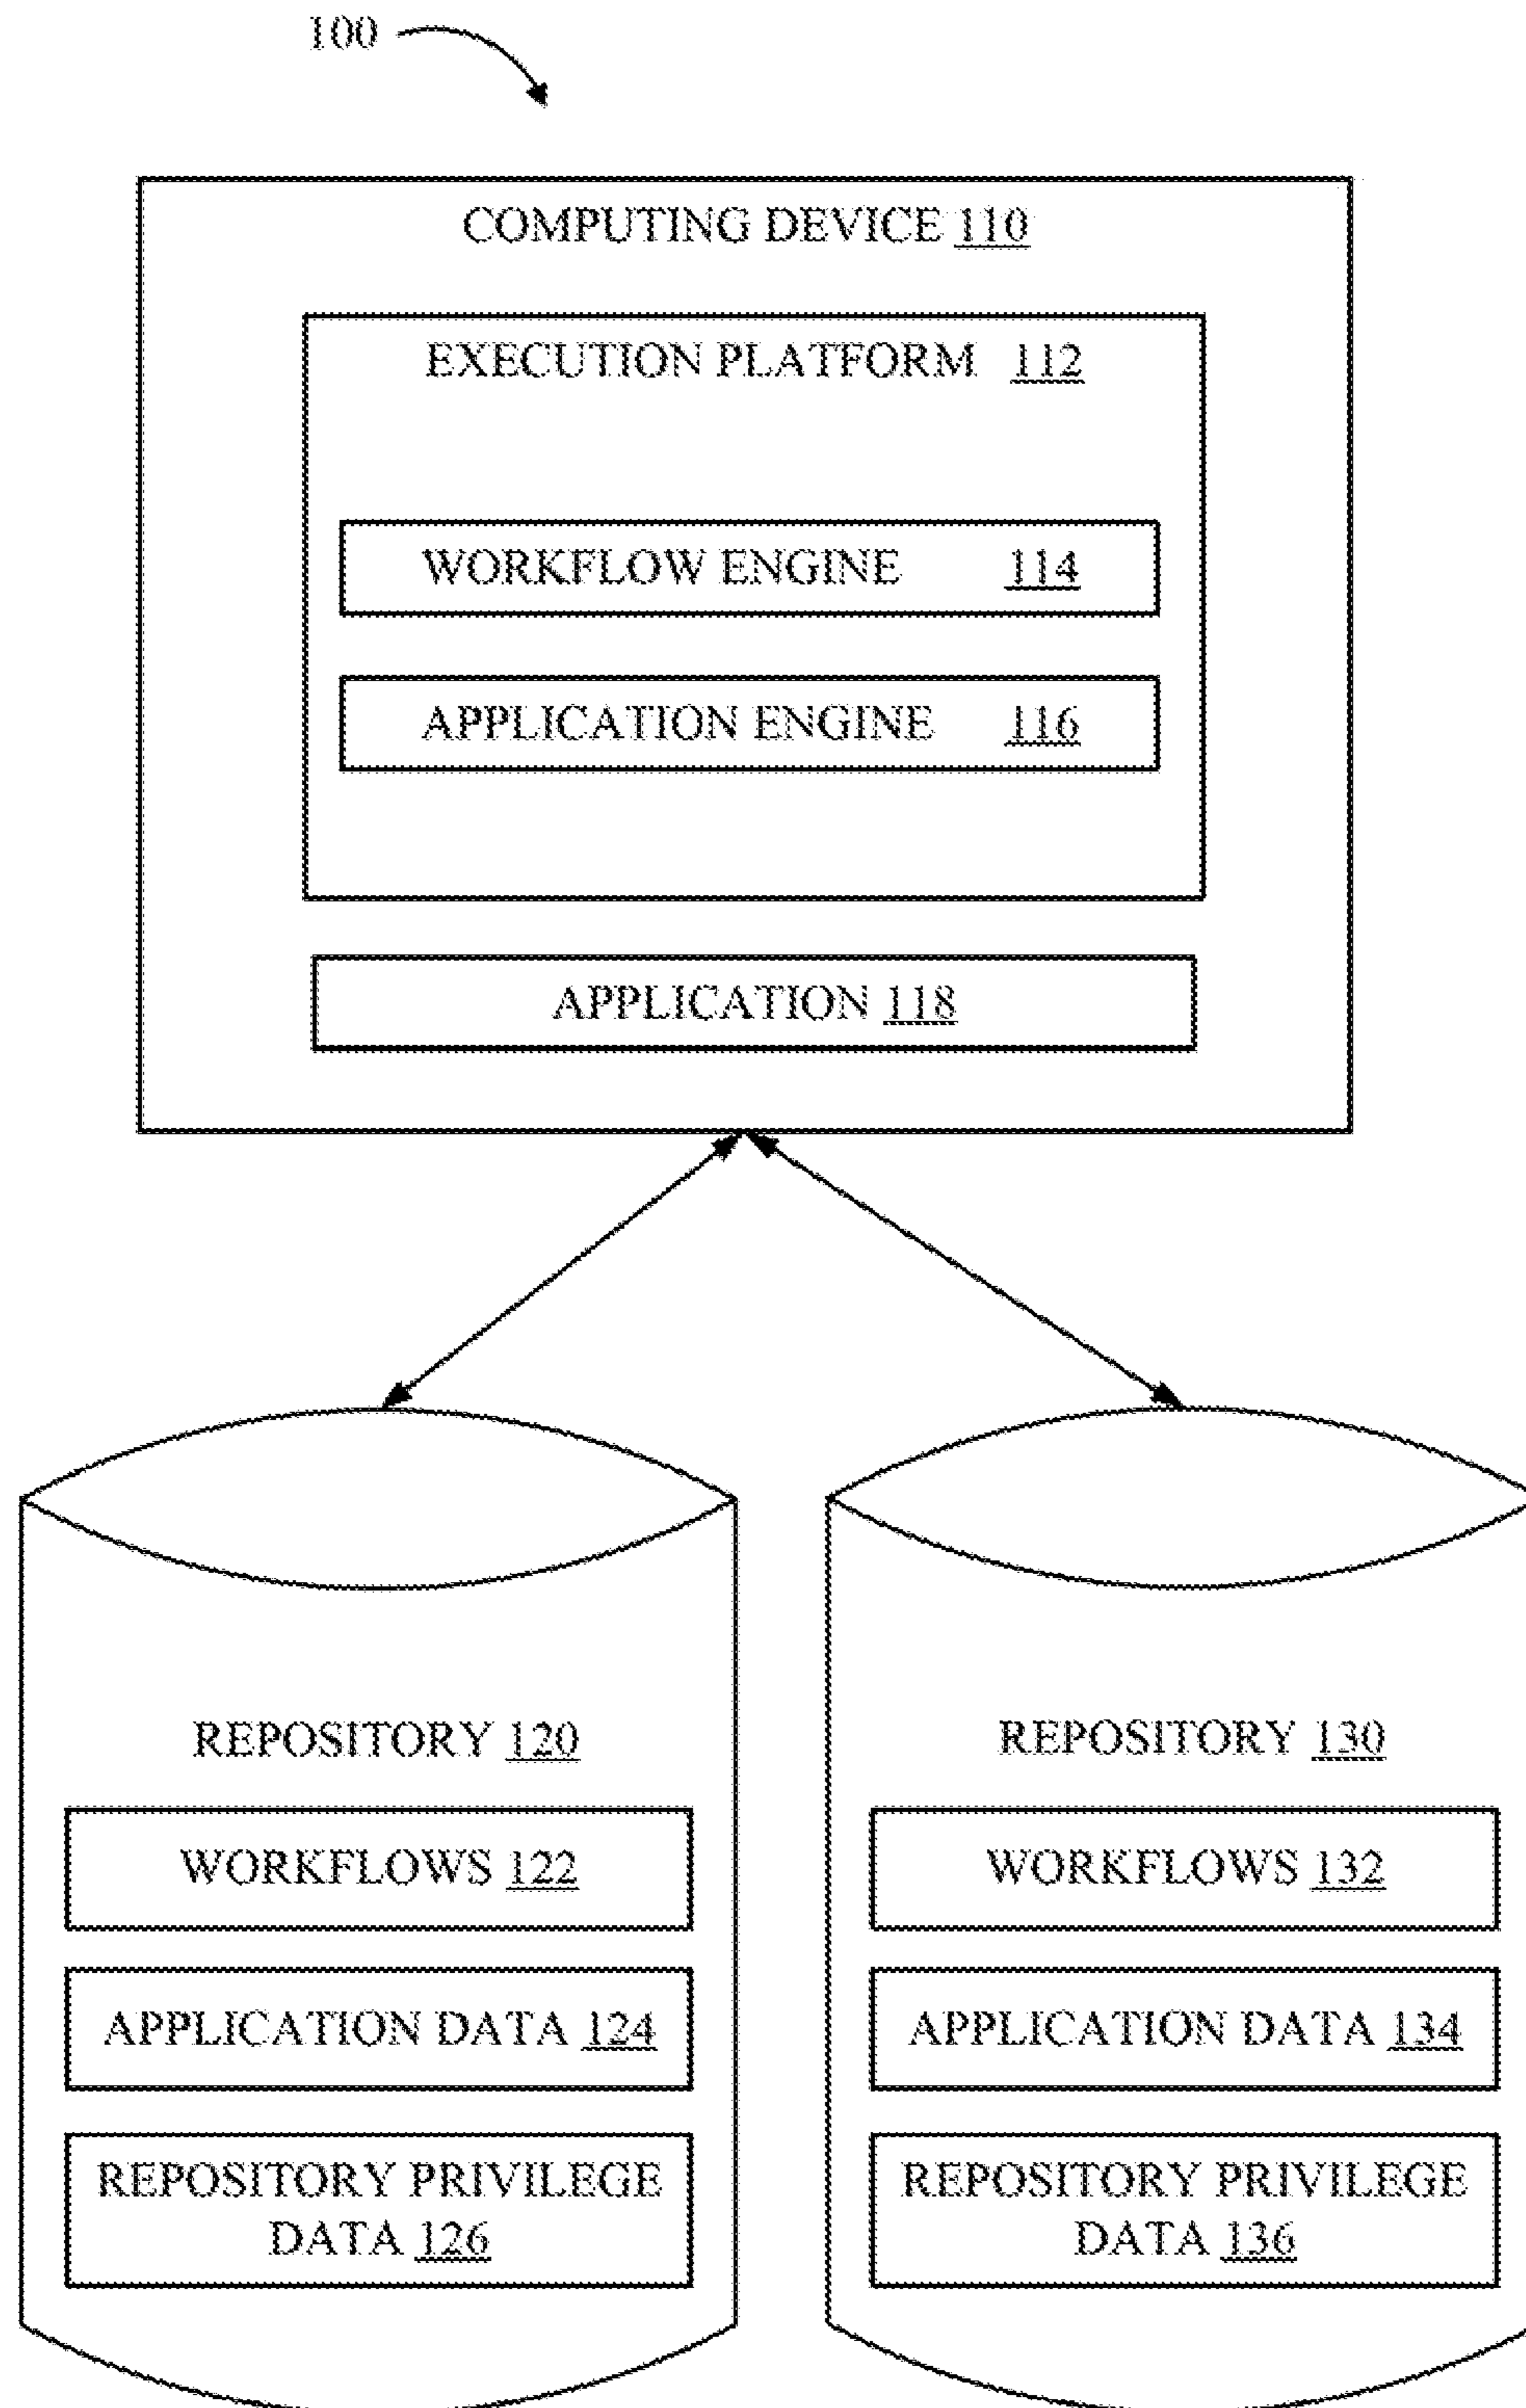 100
COMPUTING DEVICE 110
EXECUTION PLATFORM 112
WORKFLOW ENGINE 114
APPLICATION ENGINE 116
APPLICATION 118
REPOSITORY 120
WORKFLOWS 122
APPLICATION DATA 124
REPOSITORY PRIVILEGE
DATA 126
REPOSITORY 130
WORKFLOWS 132
APPLICATION DATA 134
REPOSITORY PRIVILEGE
DATA 136